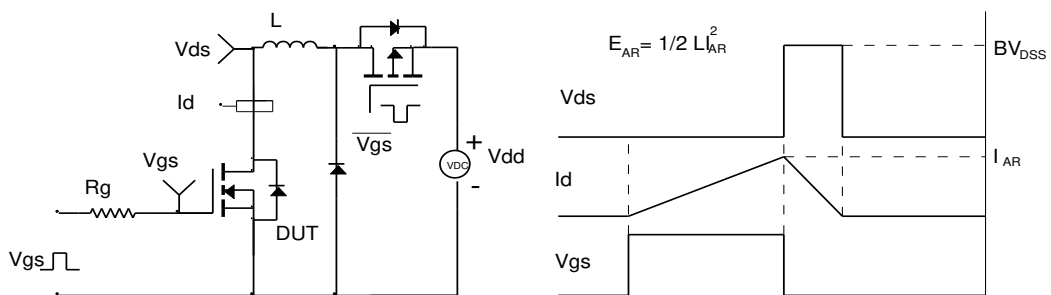 L
Vds
Id
Vgs
Rg
Vgs
DUT
Vgs
VDC
+
Vdd
-
E_AR = 1/2 LI_AR^2
Vds
BV_DSS
Id
I_AR
Vgs